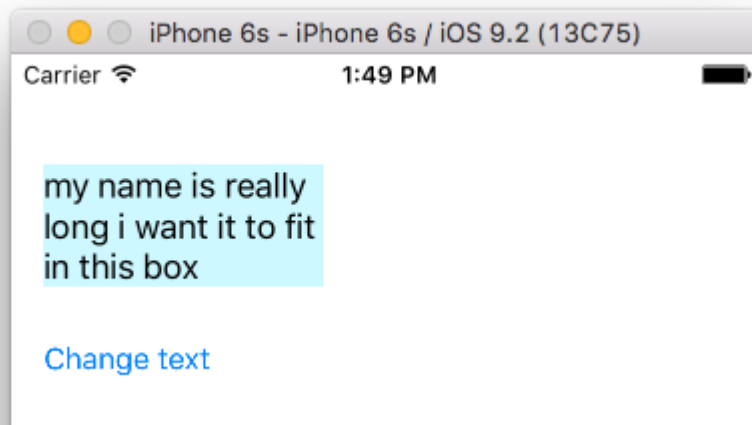 iPhone 6s - iPhone 6s / iOS 9.2 (13C75)
Carrier 1:49 PM
my name is really
long i want it to fit
in this box
Change text